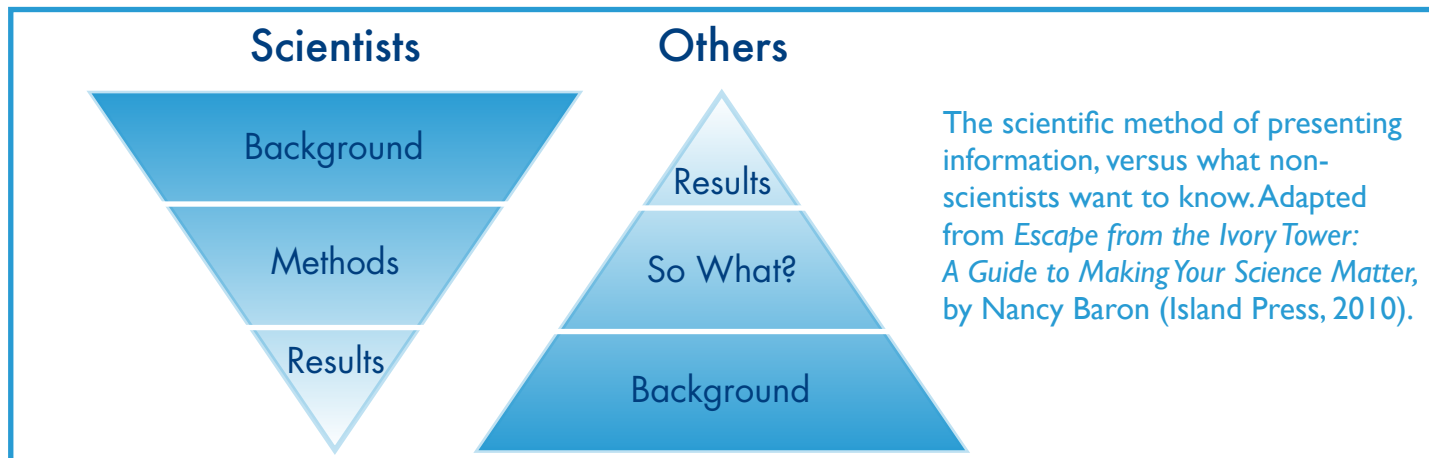 Scientists
Background
Methods
Results
Others
Results
So What?
Background
The scientific method of presenting
information, versus what non-
scientists want to know. Adapted
from Escape from the Ivory Tower:
A Guide to Making Your Science Matter,
by Nancy Baron (Island Press, 2010).